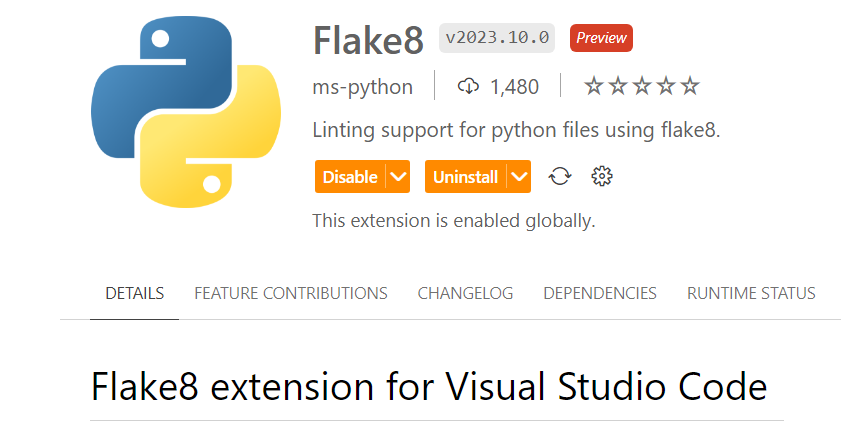 Flake8 v2023.10.0 Preview
ms-python 1,480
Linting support for python files using flake8.
Disable Uninstall
This extension is enabled globally.
DETAILS FEATURE CONTRIBUTIONS CHANGELOG DEPENDENCIES RUNTIME STATUS
Flake8 extension for Visual Studio Code